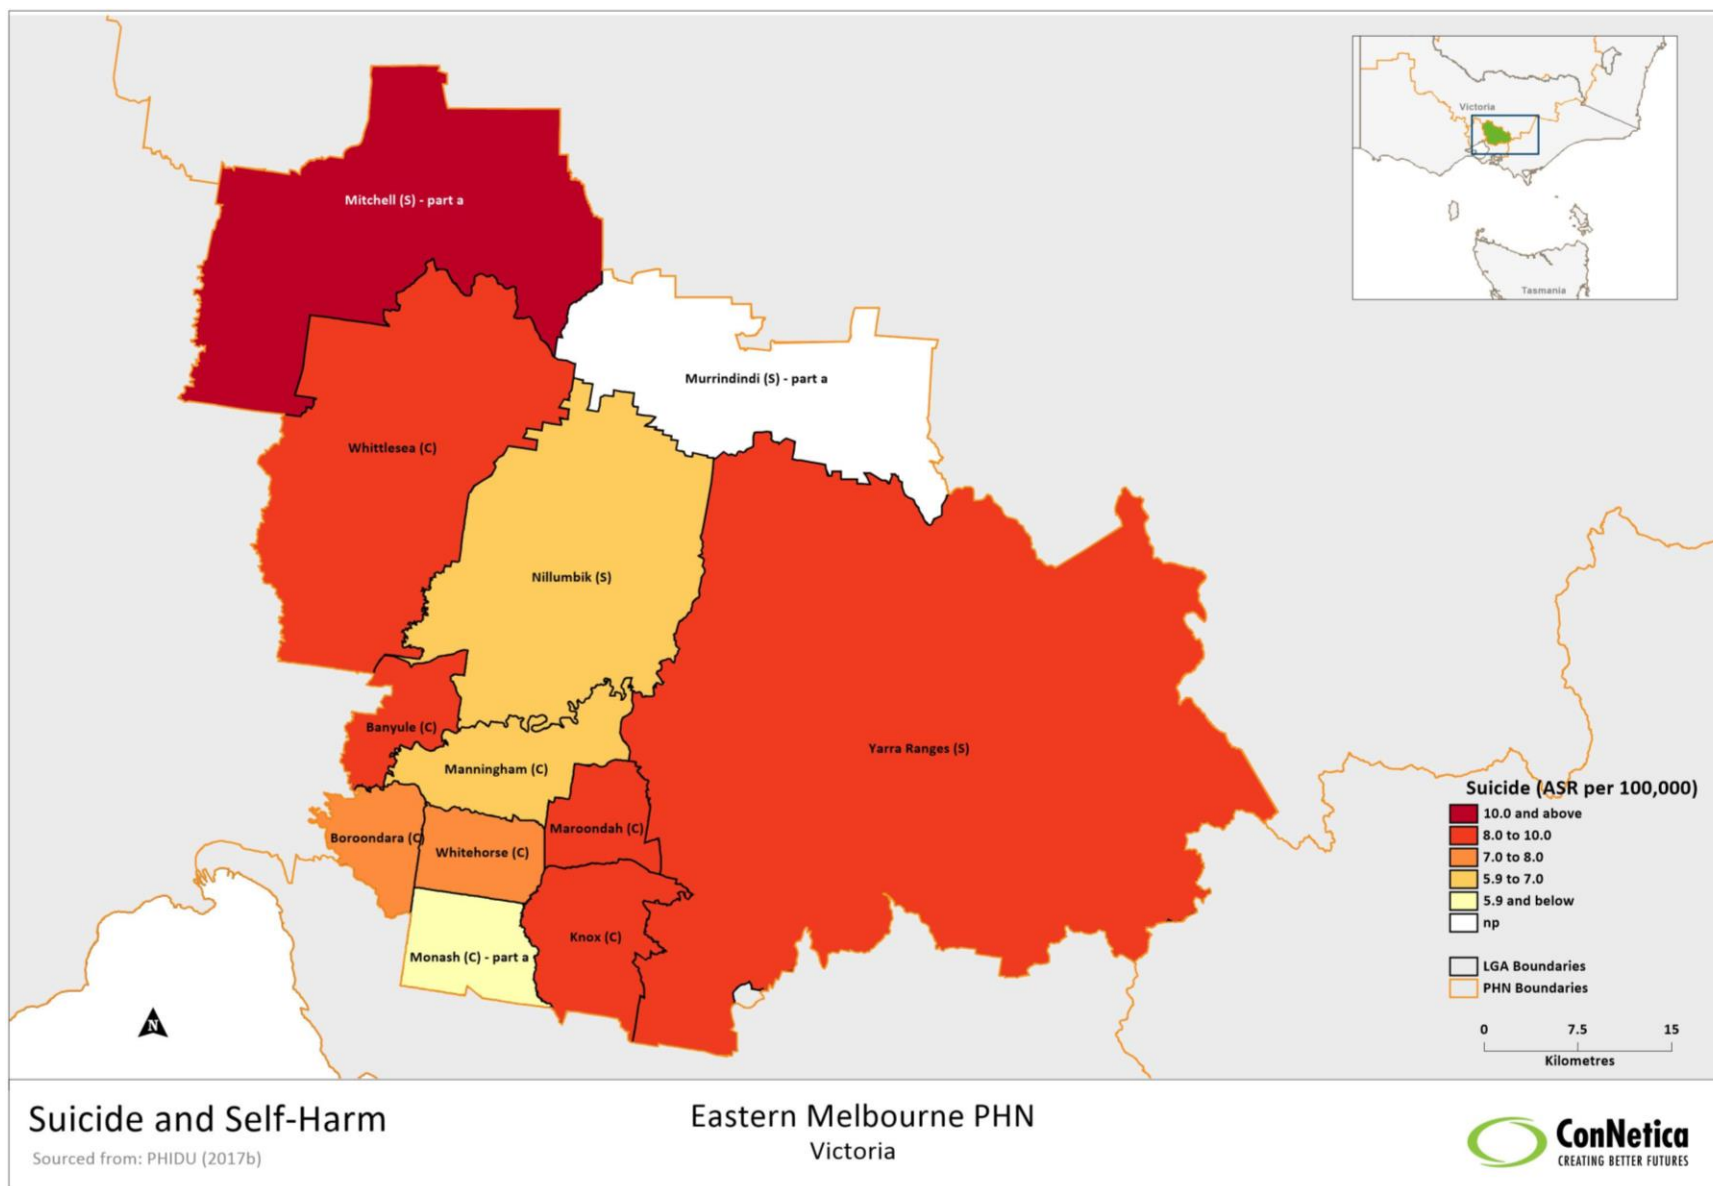 Victoria
Tasmania
Mitchell (S) - part a
Murrindindi (S) - part a
Whittlesea (C)
Nillumbik (S)
Banyule (C)
Yarra Ranges (S)
Manningham (C)
Maroondah (C)
Boroondara (C)
Whitehorse (C)
Knox (C)
Monash (C) - part a
Suicide (ASR per 100,000)
10.0 and above
8.0 to 10.0
7.0 to 8.0
5.9 to 7.0
5.9 and below
np
LGA Boundaries
PHN Boundaries
0 7.5 15
Kilometres
N
Suicide and Self-Harm
Sourced from: PHIDU (2017b)
Eastern Melbourne PHN
Victoria
ConNetica
CREATING BETTER FUTURES